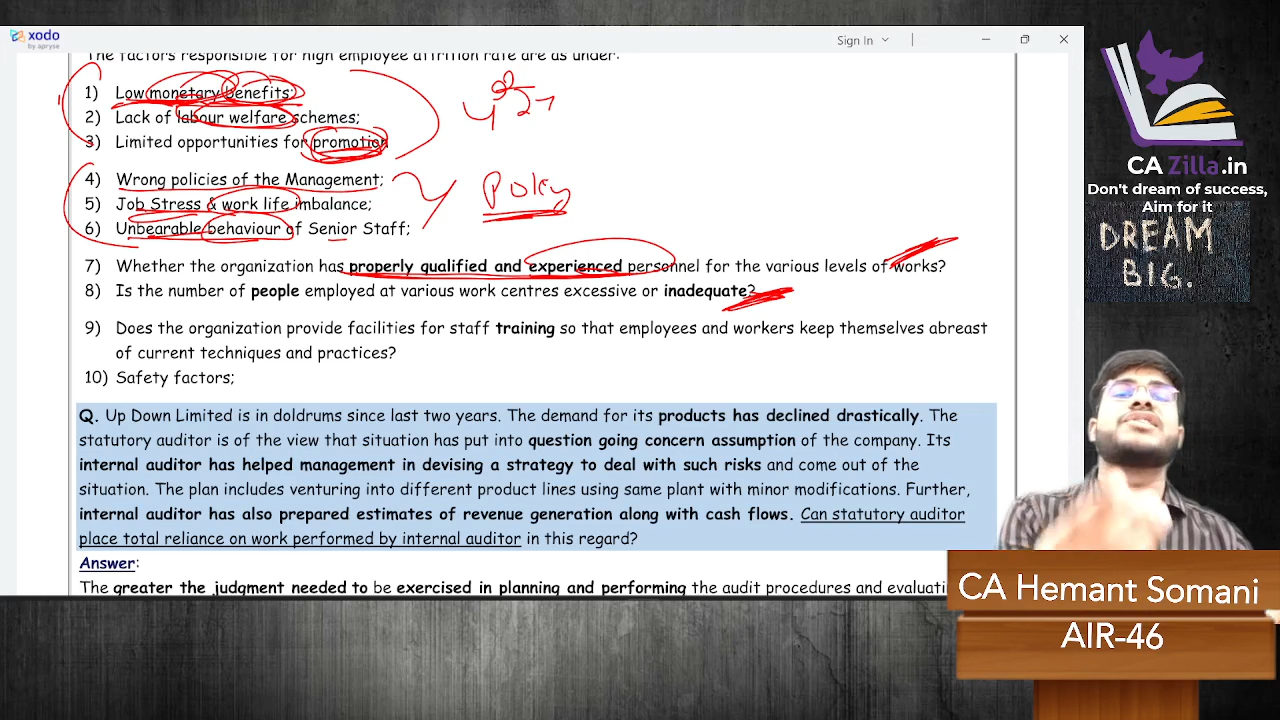 xodo
by apryse
Sign In
The factors responsible for high employee attrition rate are as under:
1) Low monetary benefits;
2) Lack of labour welfare schemes;
3) Limited opportunities for promotion
4) Wrong policies of the Management;
5) Job Stress & work life imbalance;
6) Unbearable behaviour of Senior Staff;
Policy
7) Whether the organization has properly qualified and experienced personnel for the various levels of works?
8) Is the number of people employed at various work centres excessive or inadequate?
9) Does the organization provide facilities for staff training so that employees and workers keep themselves abreast
of current techniques and practices?
10) Safety factors;
Q. Up Down Limited is in doldrums since last two years. The demand for its products has declined drastically. The
statutory auditor is of the view that situation has put into question going concern assumption of the company. Its
internal auditor has helped management in devising a strategy to deal with such risks and come out of the
situation. The plan includes venturing into different product lines using same plant with minor modifications. Further,
internal auditor has also prepared estimates of revenue generation along with cash flows. Can statutory auditor
place total reliance on work performed by internal auditor in this regard?
Answer:
The greater the judgment needed to be exercised in planning and performing the audit procedures and
CA Zilla.in
Don't dream of success,
Aim for it
DREAM
BIG.
CA Hemant Somani
AIR-46